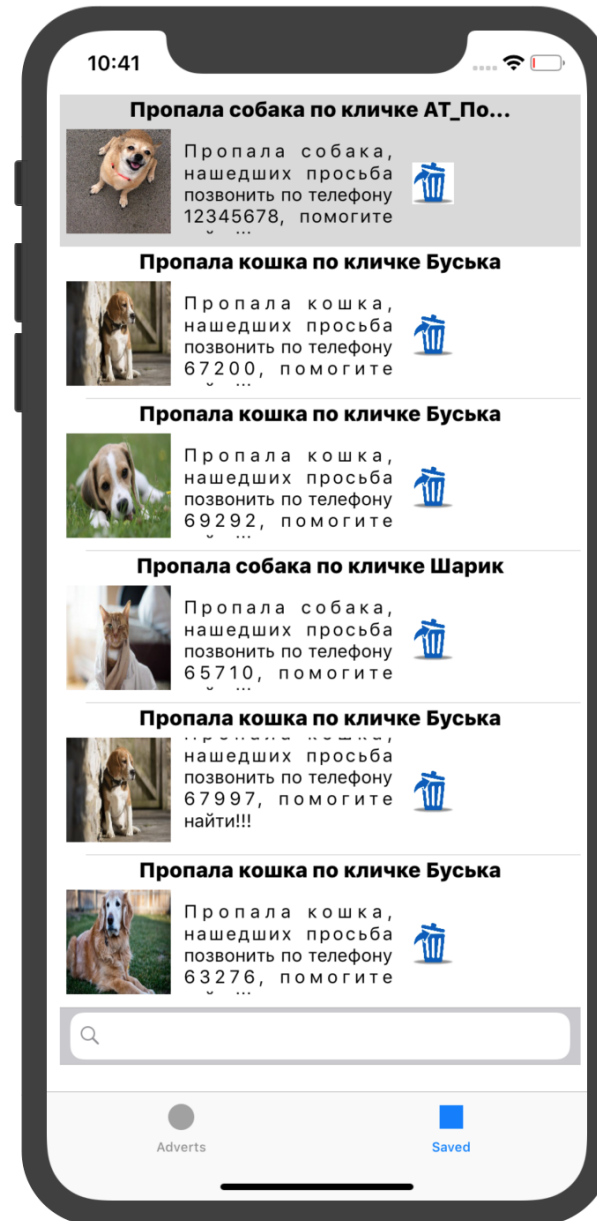 10:41
Пропала собака по кличке АТ_По...
Пропала собака,
нашедших просьба
позвонить по телефону
12345678, помогите
Пропала кошка по кличке Буська
Пропала кошка,
нашедших просьба
позвонить по телефону
67200, помогите
Пропала кошка по кличке Буська
Пропала кошка,
нашедших просьба
позвонить по телефону
69292, помогите
Пропала собака по кличке Шарик
Пропала собака,
нашедших просьба
позвонить по телефону
65710, помогите
Пропала кошка по кличке Буська
нашедших просьба
позвонить по телефону
67997, помогите
найти!!!
Пропала кошка по кличке Буська
Пропала кошка,
нашедших просьба
позвонить по телефону
63276, помогите
Adverts
Saved